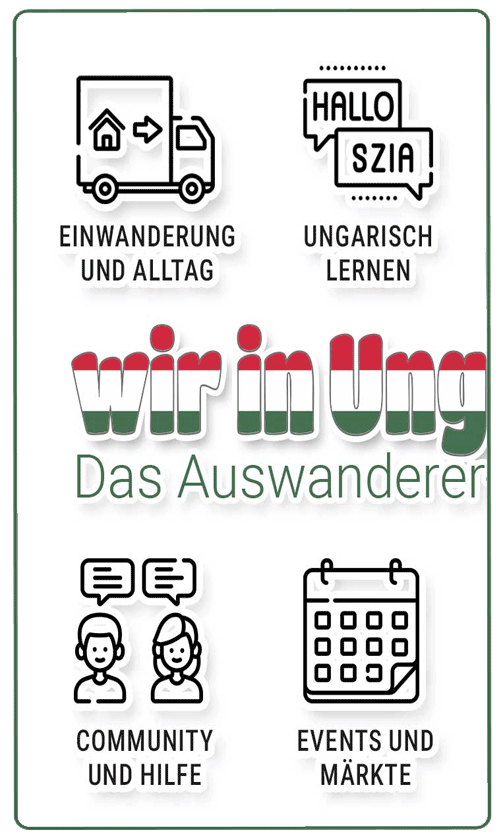 HALLO
SZIA
EINWANDERUNG
UND ALLTAG
UNGARISCH
LERNEN
wir in Ung
Das Auswanderer
COMMUNITY
UND HILFE
EVENTS UND
MÄRKTE